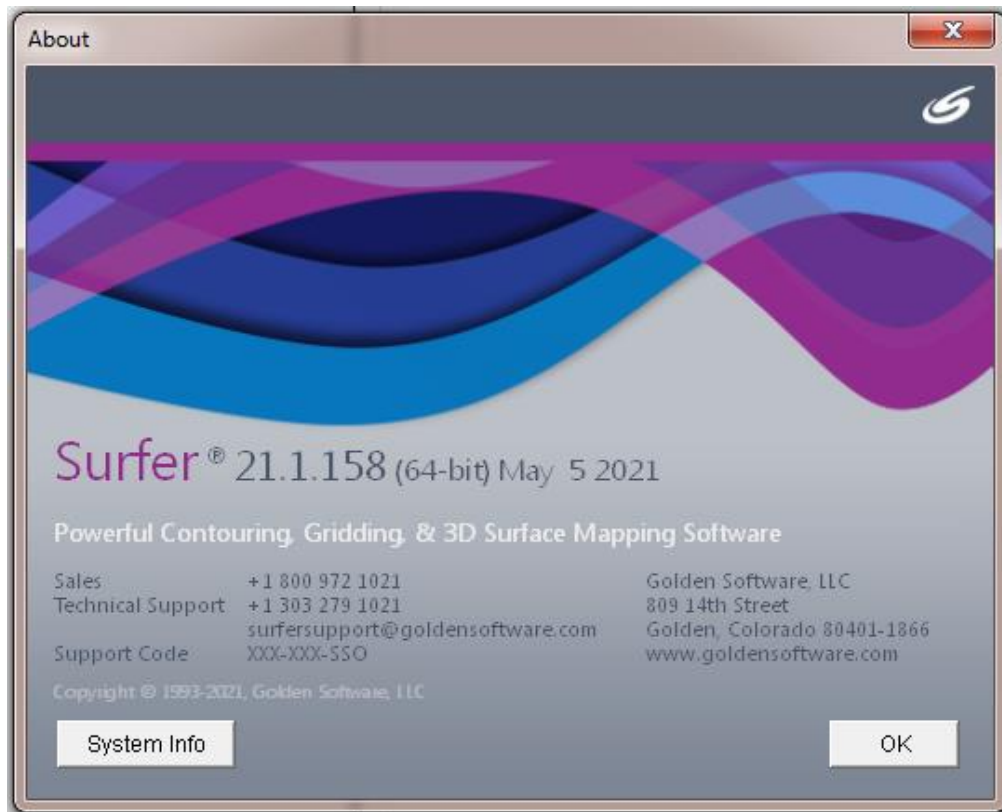 About
Surfer ® 21.1.158 (64-bit) May 5 2021
Powerful Contouring, Gridding, & 3D Surface Mapping Software
Sales +1 800 972 1021 Golden Software, LLC
Technical Support +1 303 279 1021 809 14th Street
surfersupport@goldensoftware.com Golden, Colorado 80401-1866
Support Code XXX-XXX-SSO www.goldensoftware.com
Copyright © 1993-2021, Golden Software, LLC
System Info OK